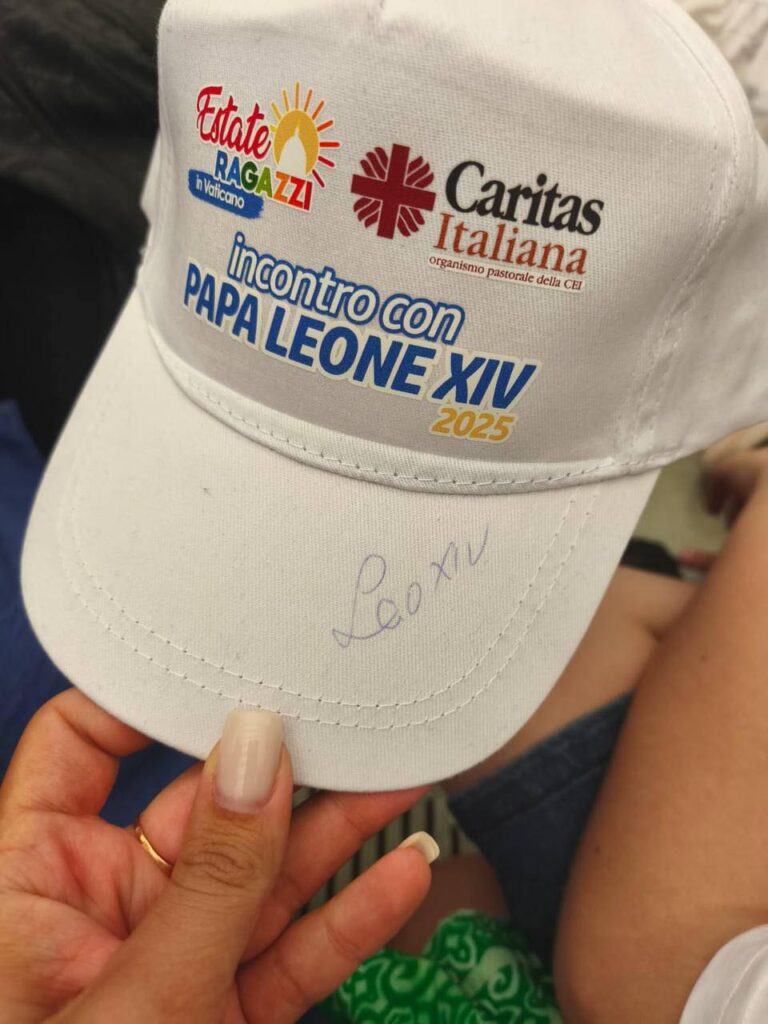 Estate
RAGAZZI
in Vaticano
Caritas
Italiana
organismo pastorale della CEI
incontro con
PAPA LEONE XIV
2025
Leo XIV